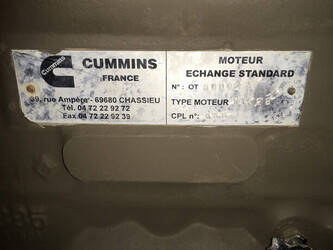 Cummins
CUMMINS
FRANCE
39, rue Ampère - 69680 CHASSIEU
Tél. 04 72 22 92 72
Fax 04 72 22 92 39
MOTEUR
ECHANGE STANDARD
N° : OT
TYPE MOTEUR
CPL n° :